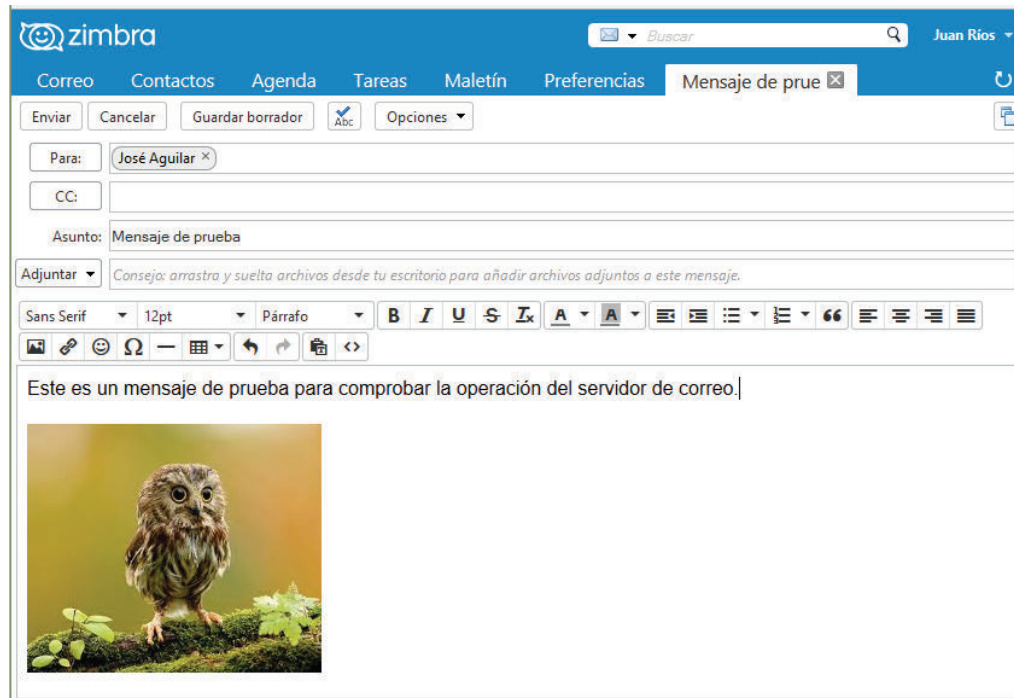 zimbra Buscar Juan Ríos
Correo Contactos Agenda Tareas Maletín Preferencias Mensaje de prue
Enviar Cancelar Guardar borrador Abc Opciones
Para: José Aguilar ×
CC:
Asunto: Mensaje de prueba
Adjuntar Consejo: arrastra y suelta archivos desde tu escritorio para añadir archivos adjuntos a este mensaje.
Sans Serif 12pt Párrafo B I U S Tx A A
Ω
Este es un mensaje de prueba para comprobar la operación del servidor de correo.